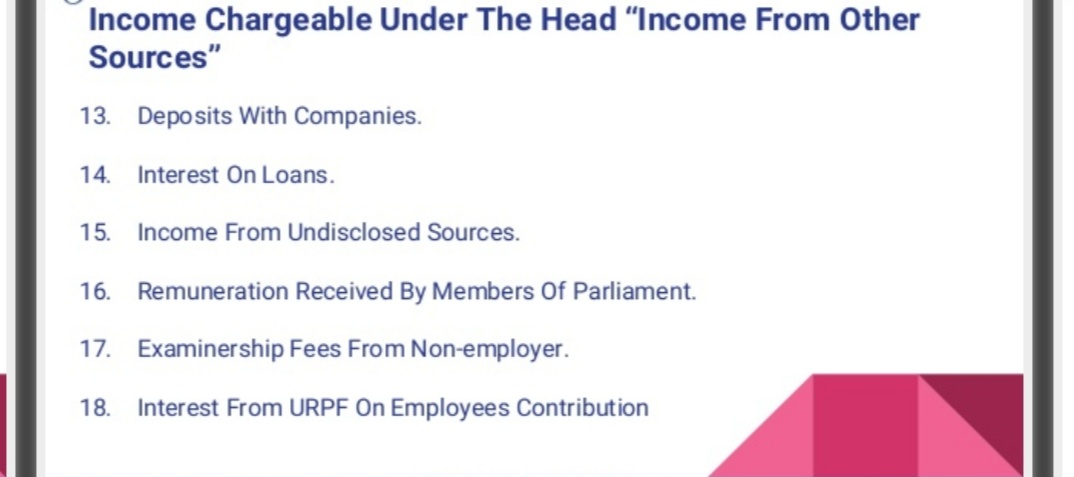 Income Chargeable Under The Head “Income From Other
Sources”
13. Deposits With Companies.
14. Interest On Loans.
15. Income From Undisclosed Sources.
16. Remuneration Received By Members Of Parliament.
17. Examinership Fees From Non-employer.
18. Interest From URPF On Employees Contribution